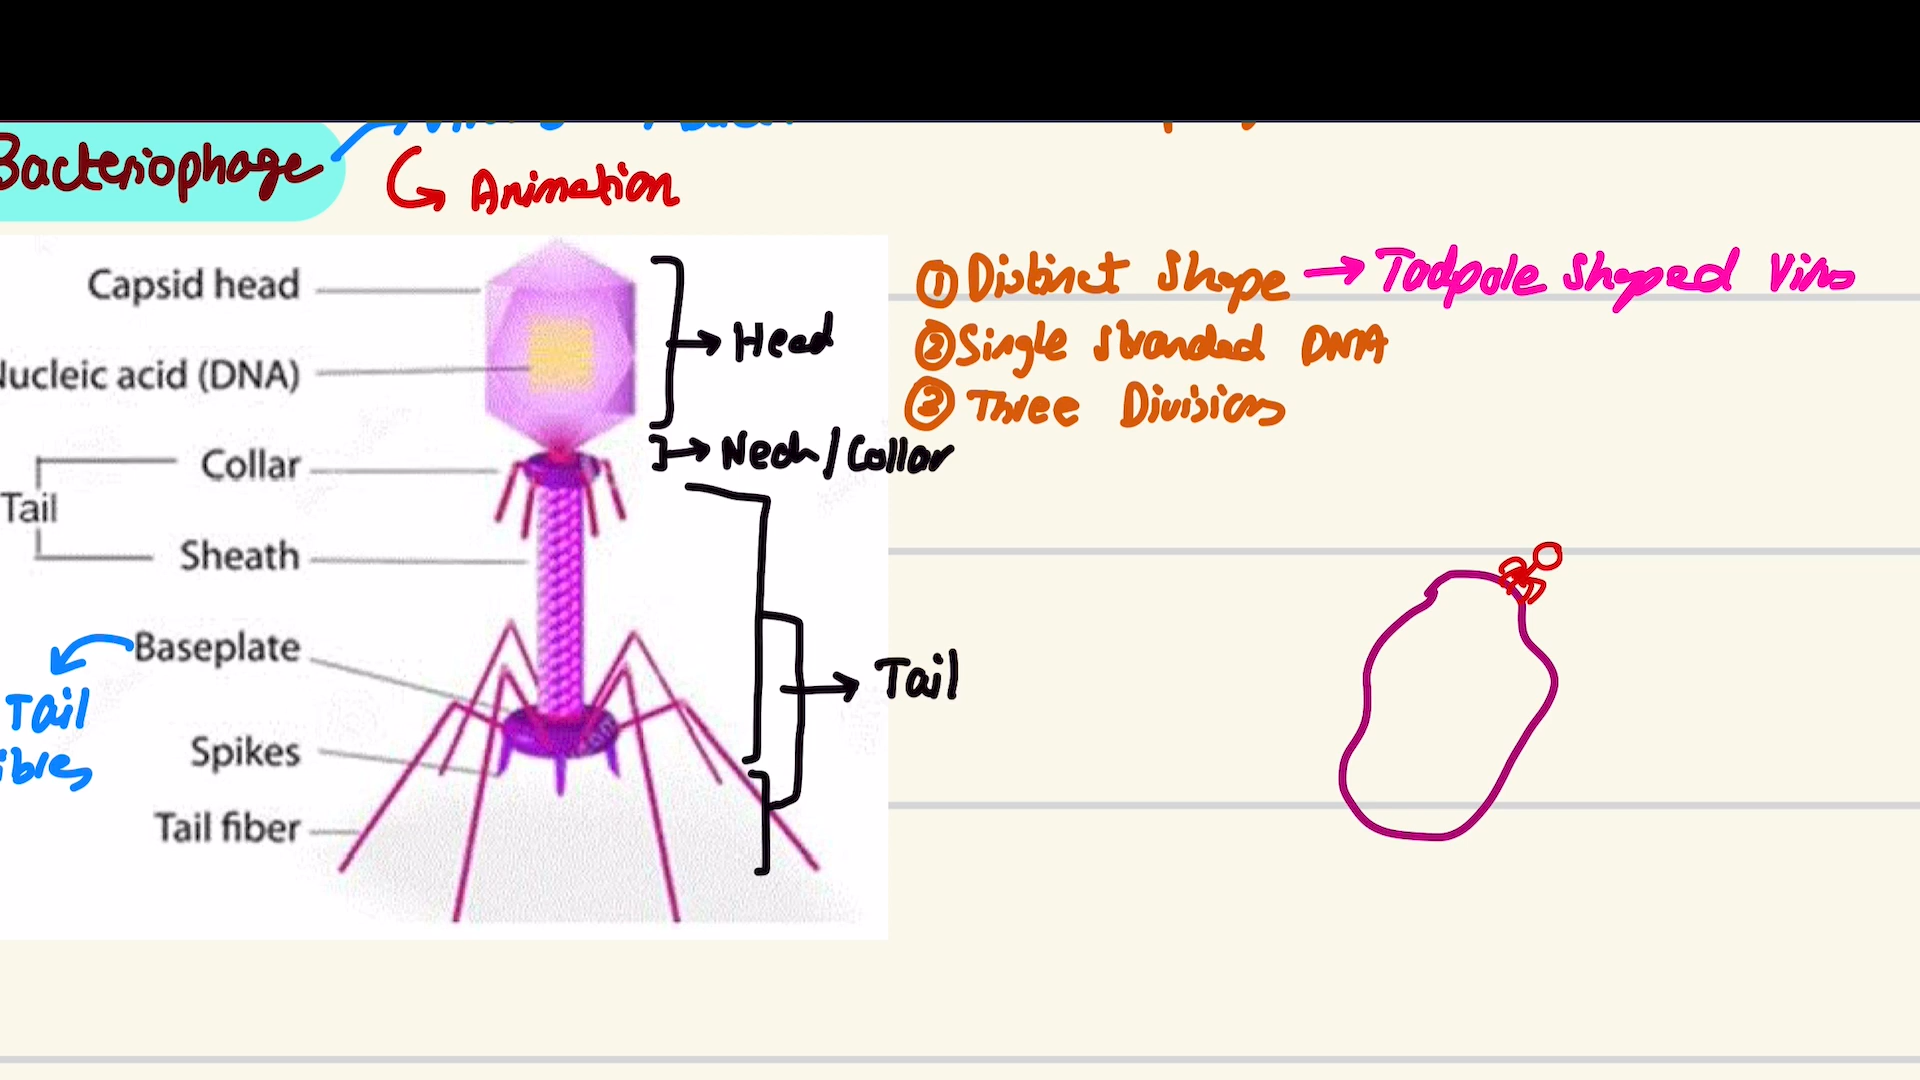 Bacteriophage
Animation
Capsid head
Nucleic acid (DNA)
Collar
Tail
Sheath
Baseplate
Spikes
Tail fiber
Tail
Head
Neck/Collar
Tail
① Distinct Shape → Tadpole Shaped Virus
② Single Stranded DNA
③ Three Divisions